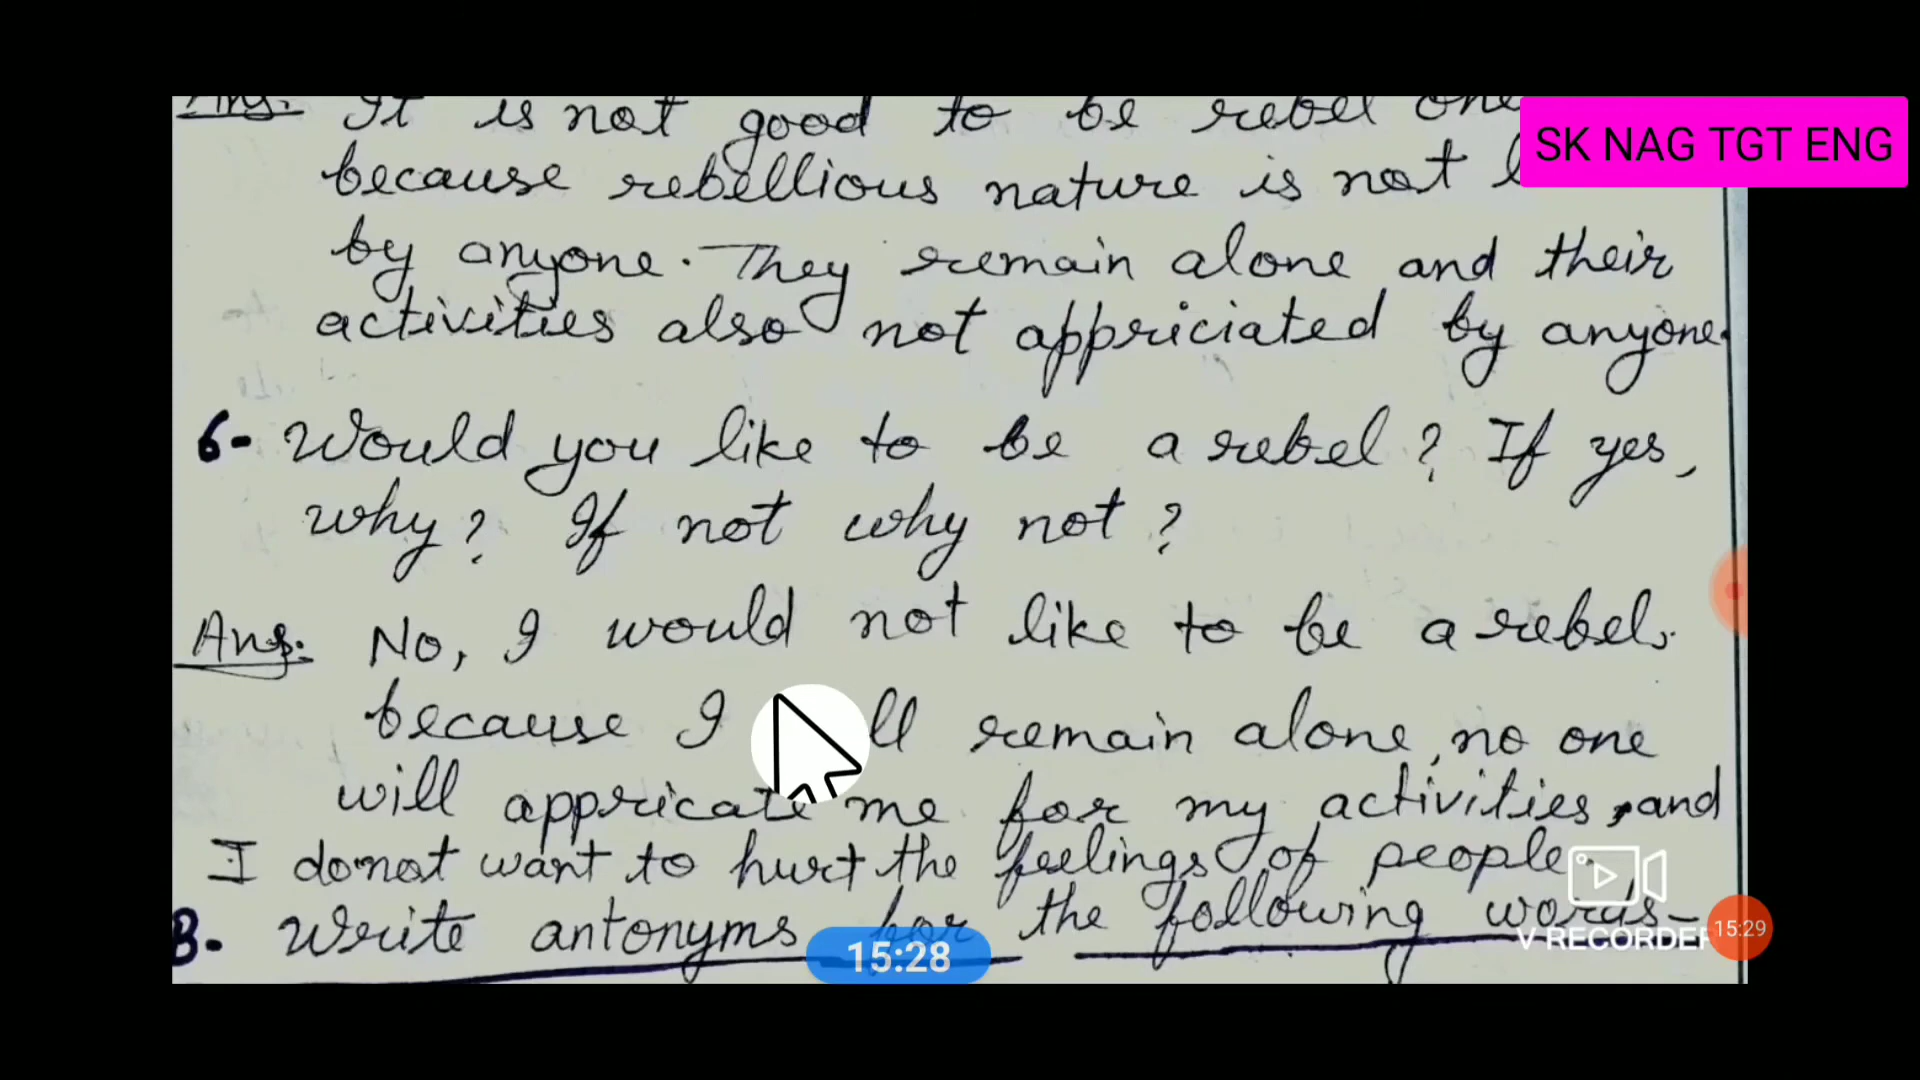 Ans. It is not good to be rebel one
SK NAG TGT ENG
because rebellious nature is not
by anyone. They remain alone and their
activities also not appriciated by anyone.
6- Would you like to be a rebel? If yes,
why? If not why not?
Ans. No, I would not like to be a rebel.
because I ll remain alone, no one
will appricate me for my activities, and
I donot want to hurt the feelings of people.
B. Write antonyms for the following words-
15:28
V RECORDER
15:29